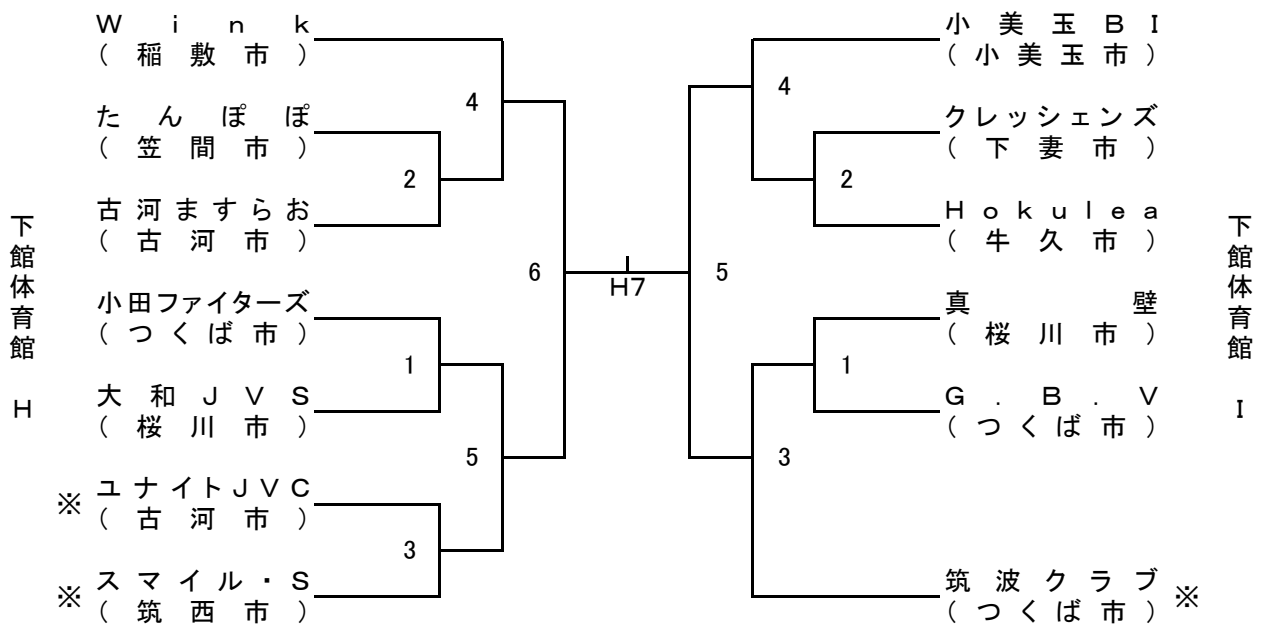 Wink
(稲敷市)
たんぽぽ
(笠間市)
古河ますらお
(古河市)
小田ファイターズ
(つくば市)
大和JVS
(桜川市)
※ ユナイトJVC
(古河市)
※ スマイル・S
(筑西市)
下館体育館 H
4
2
6
1
5
3
H7
小美玉BI
(小美玉市)
クレッシェンズ
(下妻市)
Hokulea
(牛久市)
真壁
(桜川市)
G.B.V
(つくば市)
筑波クラブ ※
(つくば市)
4
2
5
1
3
下館体育館 I